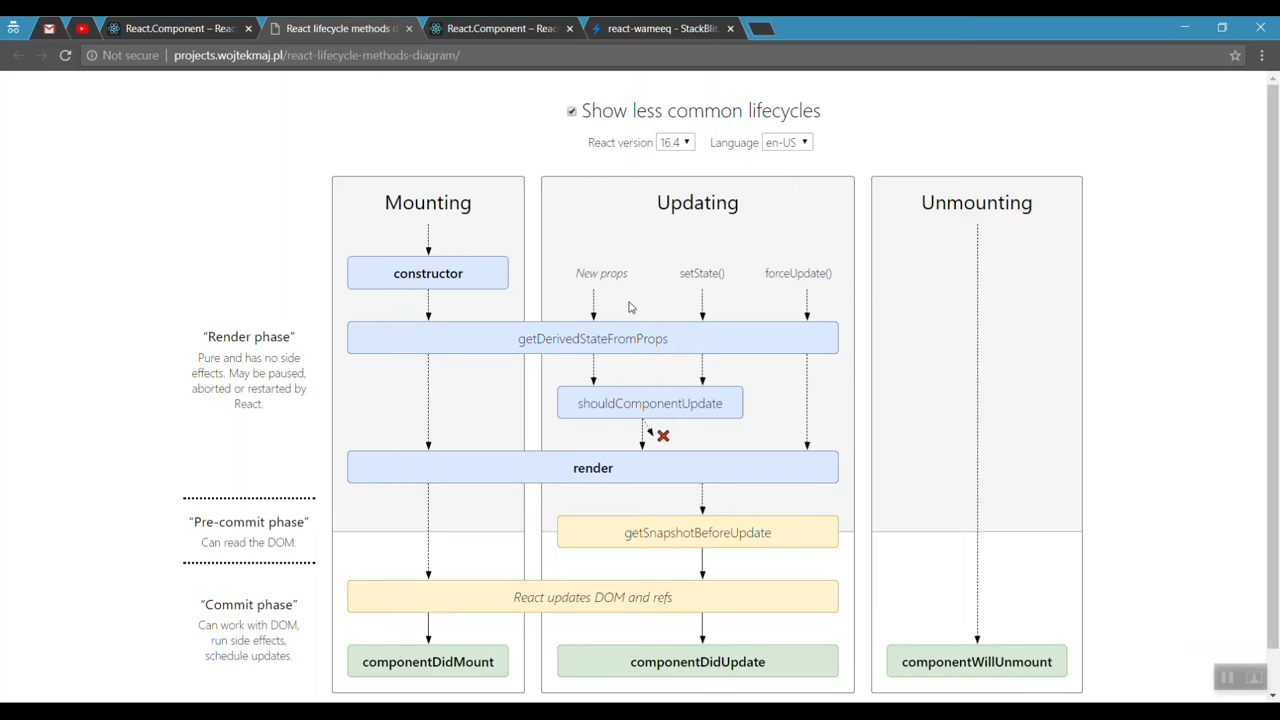 React.Component – Reac
React lifecycle methods d
React.Component – Reac
react-wameeq - StackBlit
Not secure
projects.wojtekmaj.pl/react-lifecycle-methods-diagram/
Show less common lifecycles
React version 16.4 Language en-US
Mounting
Updating
Unmounting
constructor
New props
setState()
forceUpdate()
“Render phase”
Pure and has no side
effects. May be paused,
aborted or restarted by
React.
getDerivedStateFromProps
shouldComponentUpdate
render
“Pre-commit phase”
Can read the DOM.
getSnapshotBeforeUpdate
“Commit phase”
Can work with DOM,
run side effects,
schedule updates.
React updates DOM and refs
componentDidMount
componentDidUpdate
componentWillUnmount